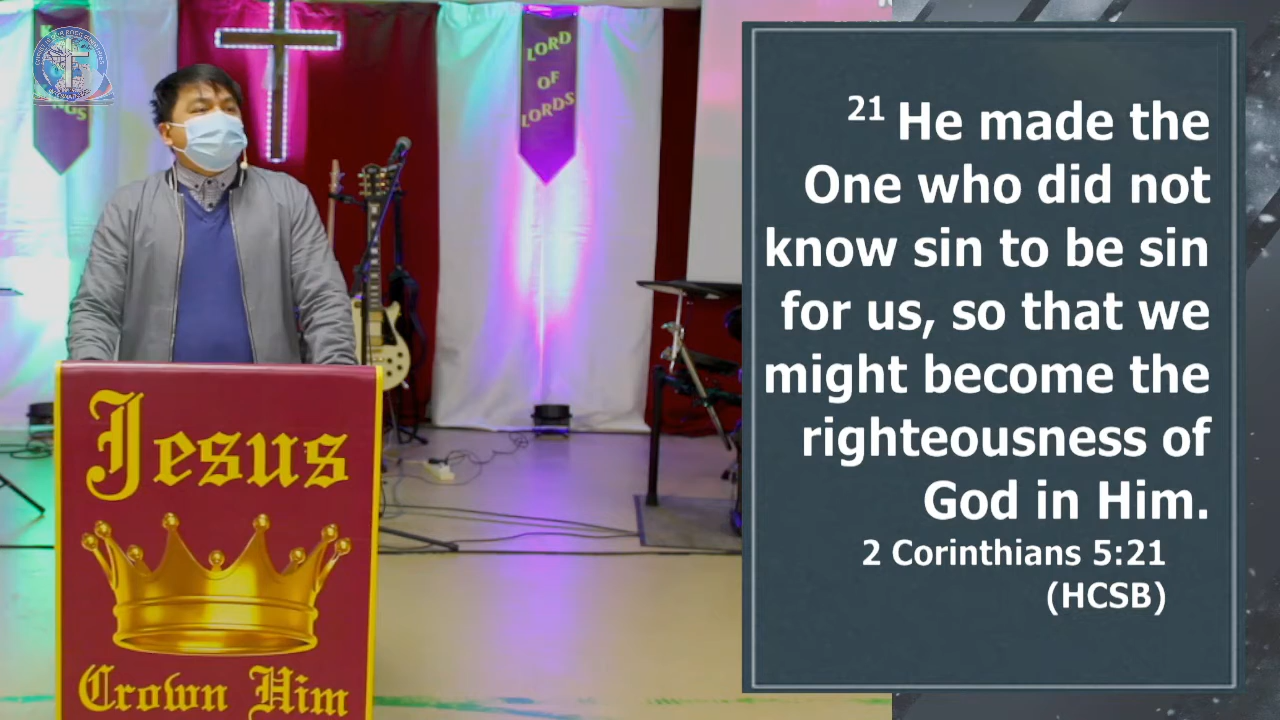 LORD
OF
LORDS
Jesus
Crown Him
21 He made the
One who did not
know sin to be sin
for us, so that we
might become the
righteousness of
God in Him.
2 Corinthians 5:21
(HCSB)